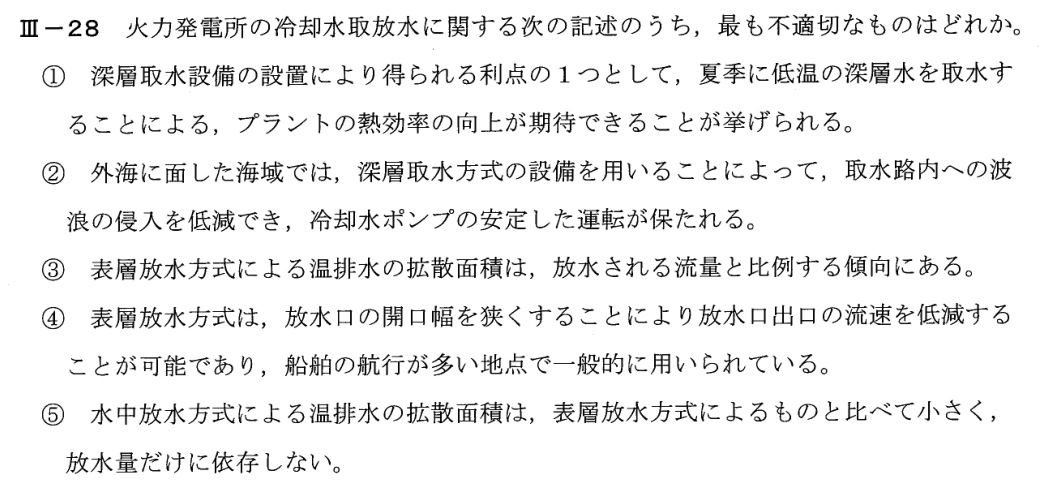 Ⅲ－28　火力発電所の冷却水取放水に関する次の記述のうち，最も不適切なものはどれか。
①　深層取水設備の設置により得られる利点の１つとして，夏季に低温の深層水を取水す
ることによる，プラントの熱効率の向上が期待できることが挙げられる。
②　外海に面した海域では，深層取水方式の設備を用いることによって，取水路内への波
浪の侵入を低減でき，冷却水ポンプの安定した運転が保たれる。
③　表層放水方式による温排水の拡散面積は，放水される流量と比例する傾向にある。
④　表層放水方式は，放水口の開口幅を狭くすることにより放水口出口の流速を低減する
ことが可能であり，船舶の航行が多い地点で一般的に用いられている。
⑤　水中放水方式による温排水の拡散面積は，表層放水方式によるものと比べて小さく，
放水量だけに依存しない。